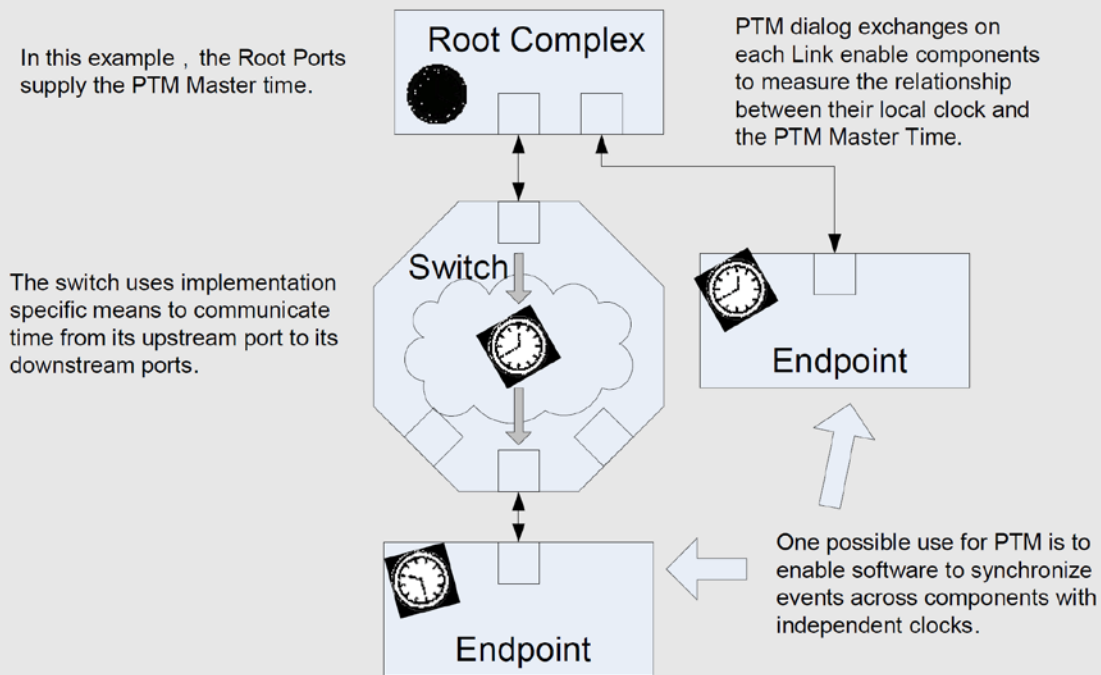 In this example , the Root Ports
supply the PTM Master time.
Root Complex
PTM dialog exchanges on
each Link enable components
to measure the relationship
between their local clock and
the PTM Master Time.
The switch uses implementation
specific means to communicate
time from its upstream port to its
downstream ports.
Switch
Endpoint
One possible use for PTM is to
enable software to synchronize
events across components with
independent clocks.
Endpoint